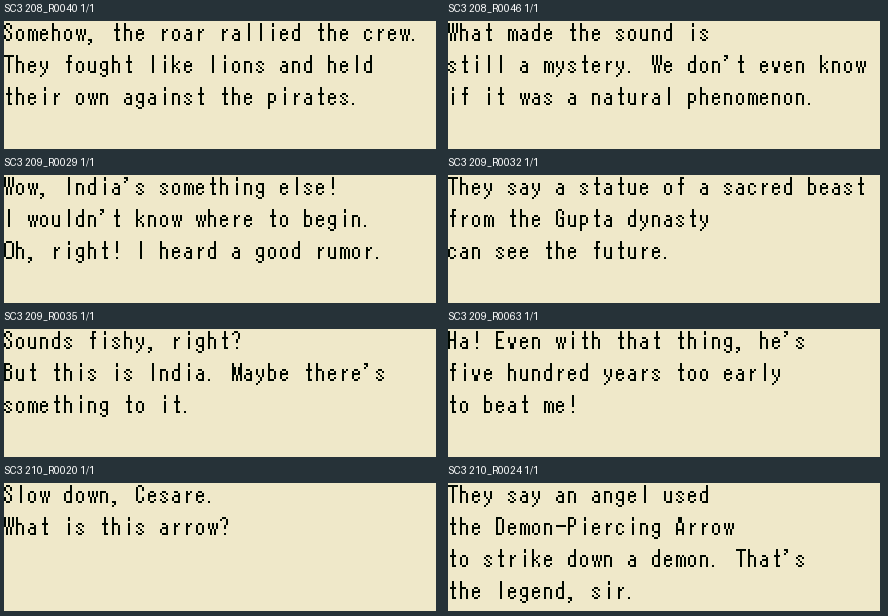 SC3 208_R0040 1/1
Somehow, the roar rallied the crew.
They fought like lions and held
their own against the pirates.
SC3 208_R0046 1/1
What made the sound is
still a mystery. We don't even know
if it was a natural phenomenon.
SC3 209_R0029 1/1
Wow, India's something else!
I wouldn't know where to begin.
Oh, right! I heard a good rumor.
SC3 209_R0032 1/1
They say a statue of a sacred beast
from the Gupta dynasty
can see the future.
SC3 209_R0035 1/1
Sounds fishy, right?
But this is India. Maybe there's
something to it.
SC3 209_R0063 1/1
Ha! Even with that thing, he's
five hundred years too early
to beat me!
SC3 210_R0020 1/1
Slow down, Cesare.
What is this arrow?
SC3 210_R0024 1/1
They say an angel used
the Demon-Piercing Arrow
to strike down a demon. That's
the legend, sir.